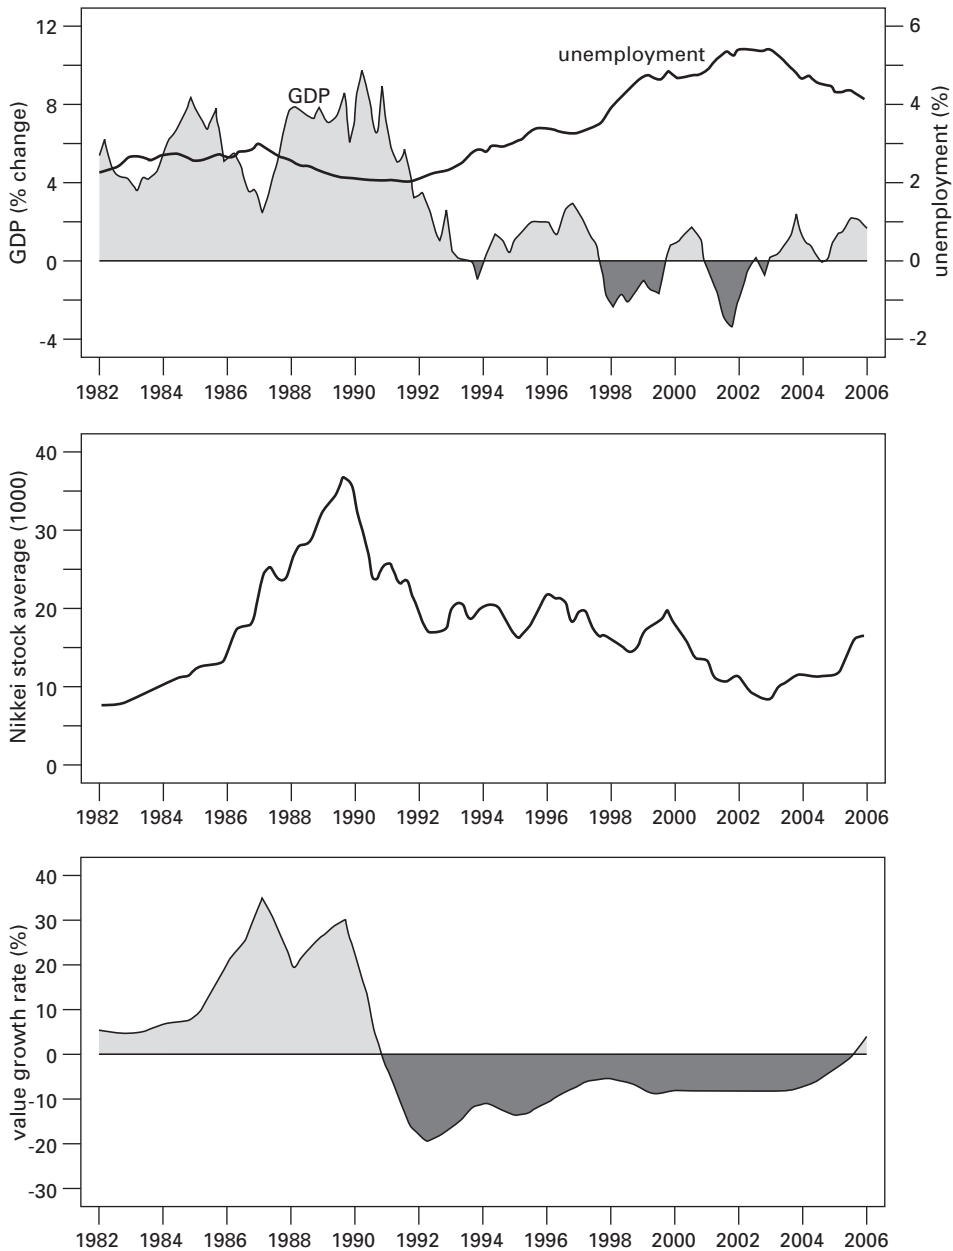 12
8
4
0
-4
GDP (% change)
GDP
unemployment
6
4
2
0
-2
unemployment (%)
1982 1984 1986 1988 1990 1992 1994 1996 1998 2000 2002 2004 2006
40
30
20
10
0
Nikkei stock average (1000)
1982 1984 1986 1988 1990 1992 1994 1996 1998 2000 2002 2004 2006
40
30
20
10
0
-10
-20
-30
value growth rate (%)
1982 1984 1986 1988 1990 1992 1994 1996 1998 2000 2002 2004 2006